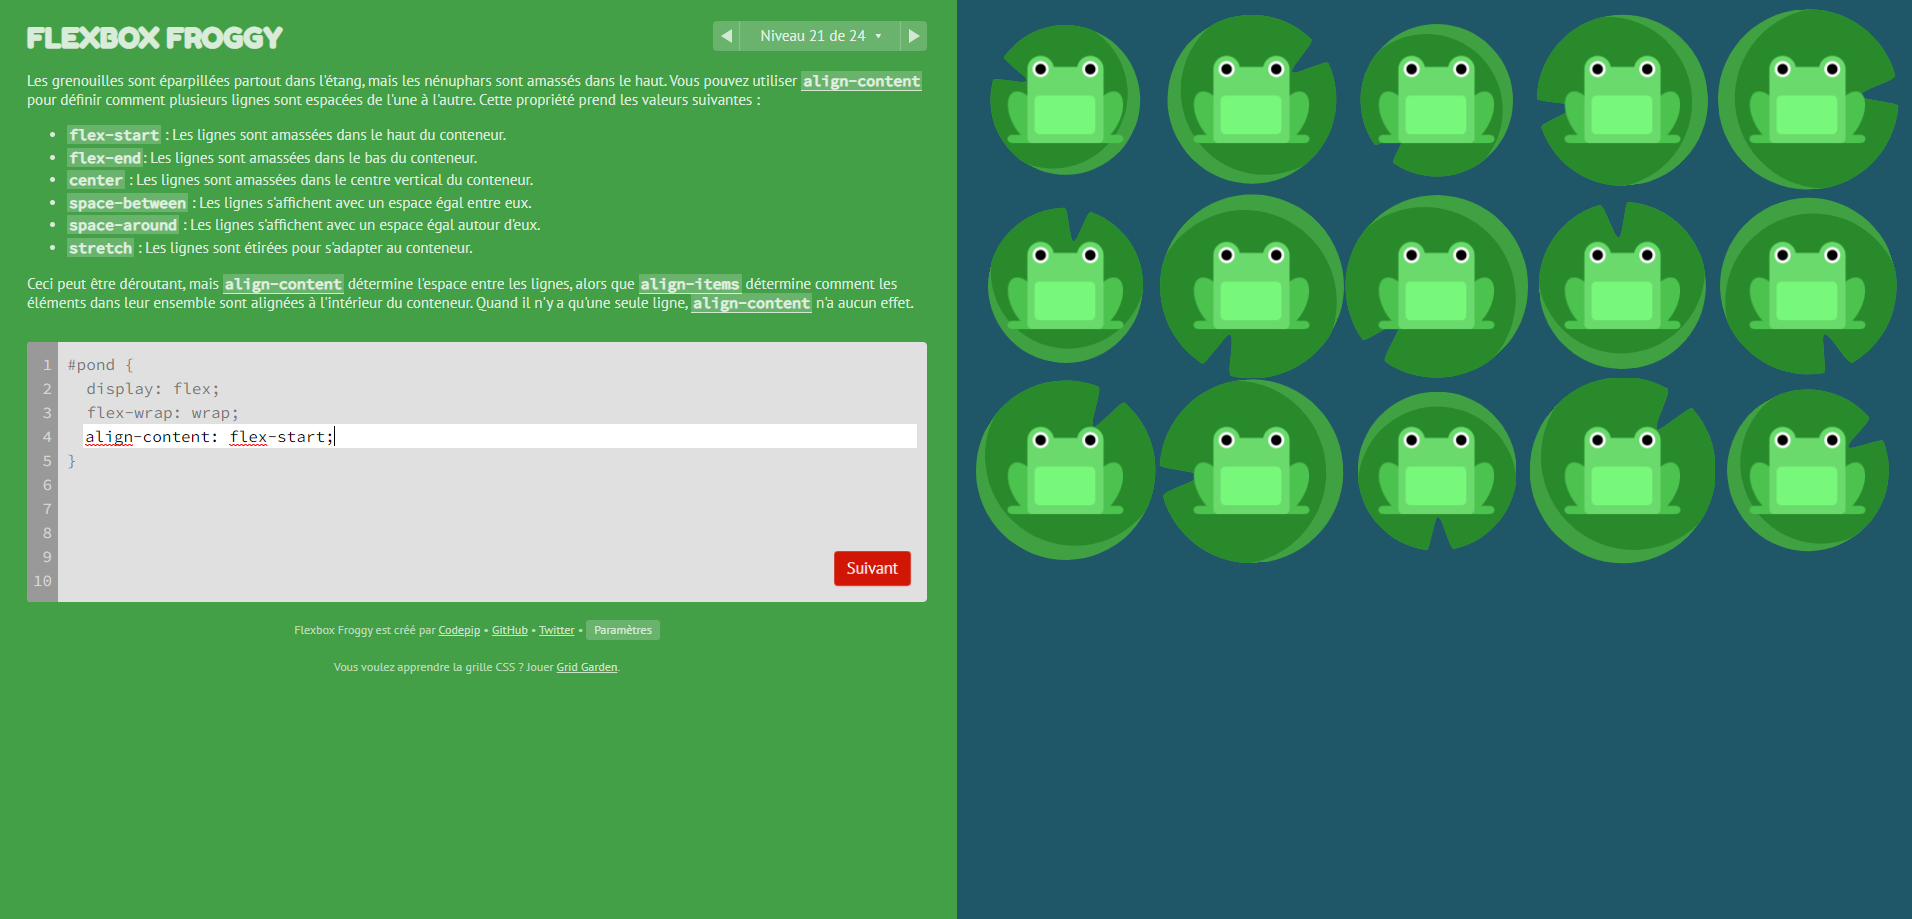 FLEXBOX FROGGY
Niveau 21 de 24
Les grenouilles sont éparpillées partout dans l'étang, mais les nénuphars sont amassés dans le haut. Vous pouvez utiliser align-content
pour définir comment plusieurs lignes sont espacées de l'une à l'autre. Cette propriété prend les valeurs suivantes :
• flex-start : Les lignes sont amassées dans le haut du conteneur.
• flex-end: Les lignes sont amassées dans le bas du conteneur.
• center : Les lignes sont amassées dans le centre vertical du conteneur.
• space-between : Les lignes s'affichent avec un espace égal entre eux.
• space-around : Les lignes s'affichent avec un espace égal autour d'eux.
• stretch : Les lignes sont étirées pour s'adapter au conteneur.
Ceci peut être déroutant, mais align-content détermine l'espace entre les lignes, alors que align-items détermine comment les
éléments dans leur ensemble sont alignées à l'intérieur du conteneur. Quand il n'y a qu'une seule ligne, align-content n'a aucun effet.
1 #pond {
2 display: flex;
3 flex-wrap: wrap;
4 align-content: flex-start;
5 }
6
7
8
9
10
Suivant
Flexbox Froggy est créé par Codepip • GitHub • Twitter • Paramètres
Vous voulez apprendre la grille CSS ? Jouer Grid Garden.